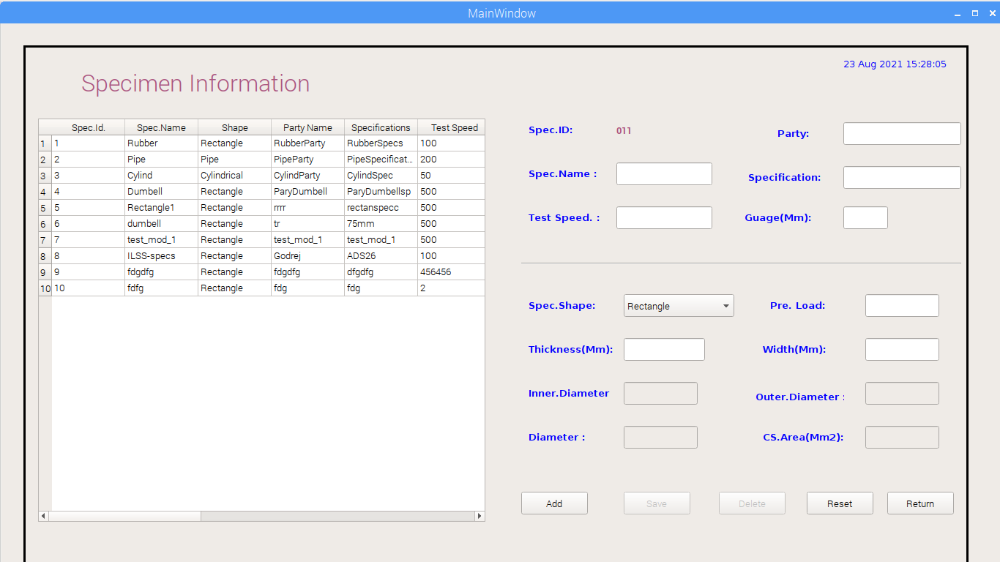 MainWindow
23 Aug 2021 15:28:05
Specimen Information
Spec.Id. Spec.Name Shape Party Name Specifications Test Speed
1 1 Rubber Rectangle RubberParty RubberSpecs 100
2 2 Pipe Pipe PipeParty PipeSpecificat... 200
3 3 Cylind Cylindrical CylindParty CylindSpec 50
4 4 Dumbell Rectangle ParyDumbell ParyDumbellsp 500
5 5 Rectangle1 Rectangle rrrr rectanspecc 500
6 6 dumbell Rectangle tr 75mm 500
7 7 test_mod_1 Rectangle test_mod_1 test_mod_1 500
8 8 ILSS-specs Rectangle Godrej ADS26 100
9 9 fdgdfg Rectangle fdgdfg dfgdfg 456456
10 10 fdfg Rectangle fdg fdg 2
Spec.ID: 011 Party:
Spec.Name : Specification:
Test Speed. : Guage(Mm):
Spec.Shape: Rectangle Pre. Load:
Thickness(Mm): Width(Mm):
Inner.Diameter Outer.Diameter :
Diameter : CS.Area(Mm2):
Add Save Delete Reset Return